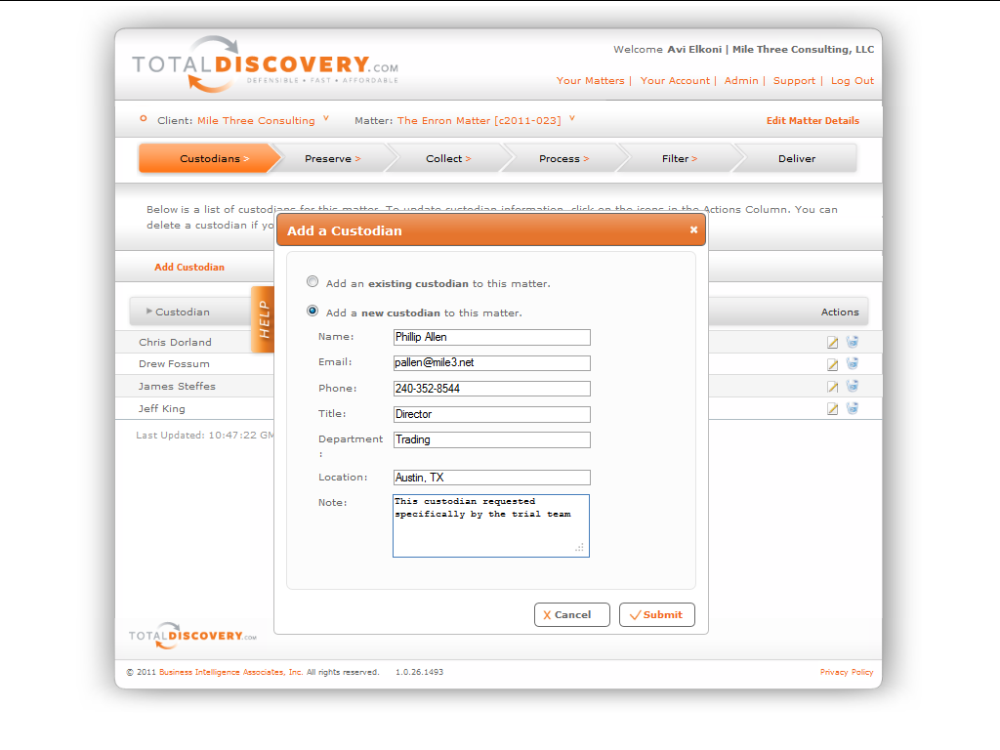 Welcome Avi Elkoni | Mile Three Consulting, LLC
TOTALDISCOVERY.COM
DEFENSIBLE • FAST • AFFORDABLE
Your Matters | Your Account | Admin | Support | Log Out
Client: Mile Three Consulting v Matter: The Enron Matter [c2011-023] v Edit Matter Details
Custodians > Preserve > Collect > Process > Filter > Deliver
Below is a list of custodians for this matter. To update custodian information, click on the icons in the Actions Column. You can
delete a custodian if yo
Add a Custodian
Add Custodian
HELP
Add an existing custodian to this matter.
Custodian Actions
Add a new custodian to this matter.
Name: Phillip Allen
Chris Dorland
Email: pallen@mile3.net
Drew Fossum
Phone: 240-352-8544
James Steffes
Title: Director
Jeff King
Department: Trading
Last Updated: 10:47:22 GM
Location: Austin, TX
Note: This custodian requested
specifically by the trial team
X Cancel Submit
TOTALDISCOVERY.COM
© 2011 Business Intelligence Associates, Inc. All rights reserved. 1.0.26.1493 Privacy Policy